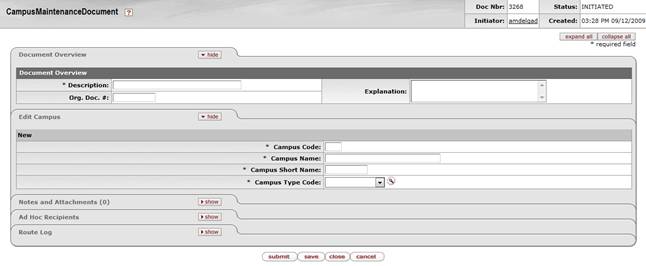 CampusMaintenanceDocument ?
Doc Nbr: 3268 Status: INITIATED
Initiator: amdelgad Created: 03:28 PM 09/12/2009
expand all collapse all
* required field
Document Overview hide
Document Overview
* Description: Explanation:
Org. Doc. #:
Edit Campus hide
New
* Campus Code:
* Campus Name:
* Campus Short Name:
* Campus Type Code:
Notes and Attachments (0) show
Ad Hoc Recipients show
Route Log show
submit save close cancel